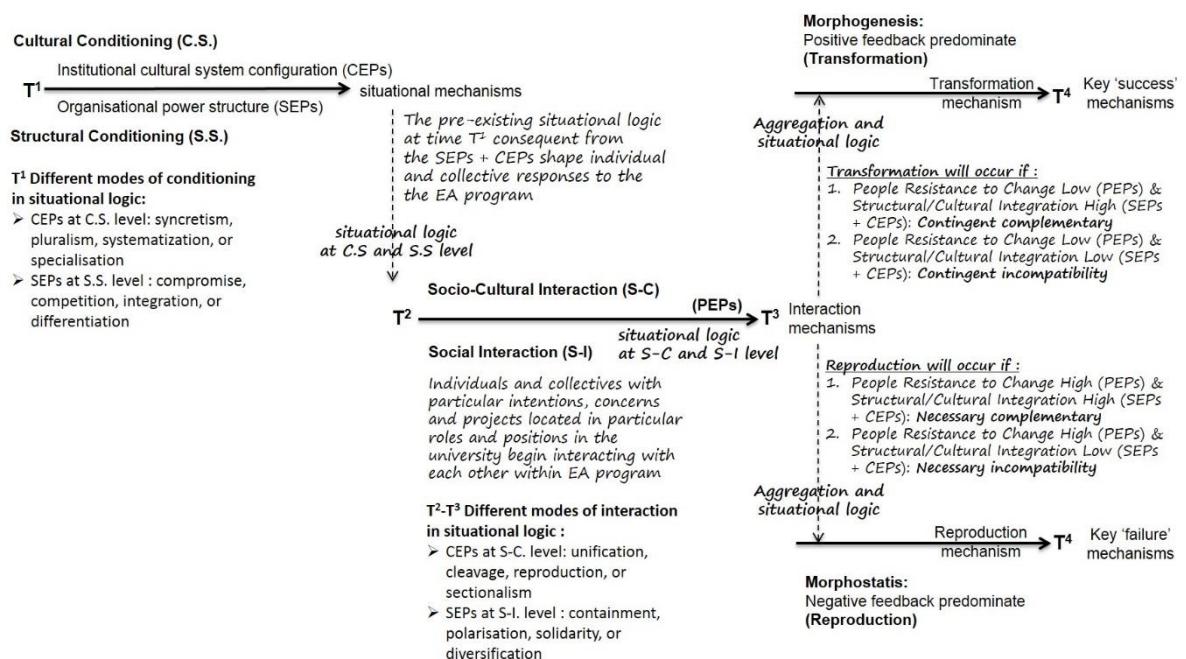 Cultural Conditioning (C.S.)
Institutional cultural system configuration (CEPs)
T¹
Organisational power structure (SEPs)
situational mechanisms
Structural Conditioning (S.S.)
T¹ Different modes of conditioning
in situational logic:
➢ CEPs at C.S. level: syncretism,
pluralism, systematization, or
specialisation
➢ SEPs at S.S. level : compromise,
competition, integration, or
differentiation
The pre-existing situational logic
at time T¹ consequent from
the SEPs + CEPs shape individual
and collective responses to the
the EA program
situational logic
at C.S and S.S level
Socio-Cultural Interaction (S-C)
(PEPs)
T²
T³
Interaction
mechanisms
situational logic
at S-C and S-I level
Social Interaction (S-I)
Individuals and collectives with
particular intentions, concerns
and projects located in particular
roles and positions in the
university begin interacting with
each other within EA program
T²-T³ Different modes of interaction
in situational logic :
➢ CEPs at S-C. level: unification,
cleavage, reproduction, or
sectionalism
➢ SEPs at S-I. level : containment,
polarisation, solidarity, or
diversification
Morphogenesis:
Positive feedback predominate
(Transformation)
Transformation
mechanism
T⁴
Key ‘success’
mechanisms
Aggregation and
situational logic
Transformation will occur if :
1. People Resistance to Change Low (PEPs) &
Structural/Cultural Integration High (SEPs
+ CEPs): Contingent complementary
2. People Resistance to Change Low (PEPs) &
Structural/Cultural Integration Low (SEPs
+ CEPs): Contingent incompatibility
Reproduction will occur if :
1. People Resistance to Change High (PEPs) &
Structural/Cultural Integration High (SEPs
+ CEPs): Necessary complementary
2. People Resistance to Change High (PEPs) &
Structural/Cultural Integration Low (SEPs
+ CEPs): Necessary incompatibility
Aggregation and
situational logic
Reproduction
mechanism
T⁴
Key ‘failure’
mechanisms
Morphostatis:
Negative feedback predominate
(Reproduction)